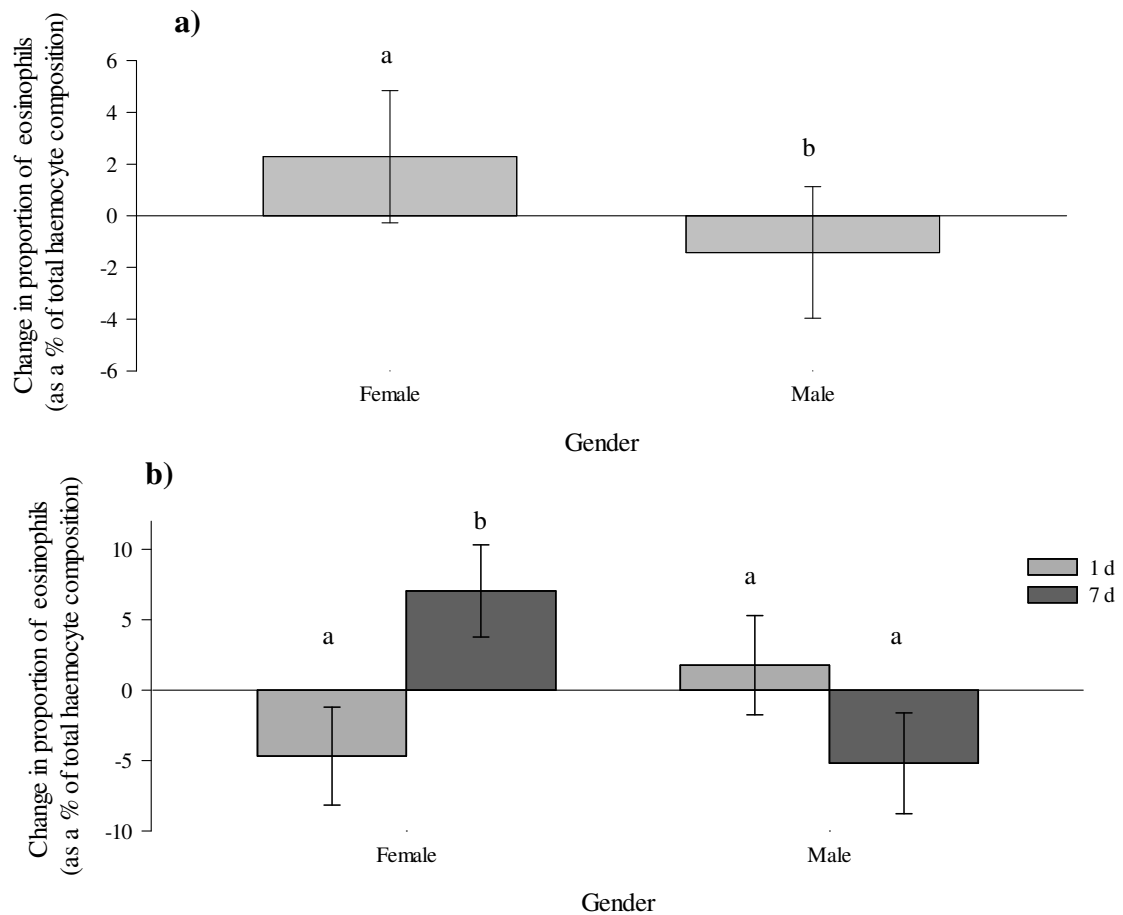 a)
Change in proportion of eosinophils
(as a % of total haemocyte composition)
6
4
2
0
-2
-4
-6
a
b
Female
Male
Gender
b)
Change in proportion of eosinophils
(as a % of total haemocyte composition)
10
5
0
-5
-10
a
b
a
a
1 d
7 d
Female
Male
Gender